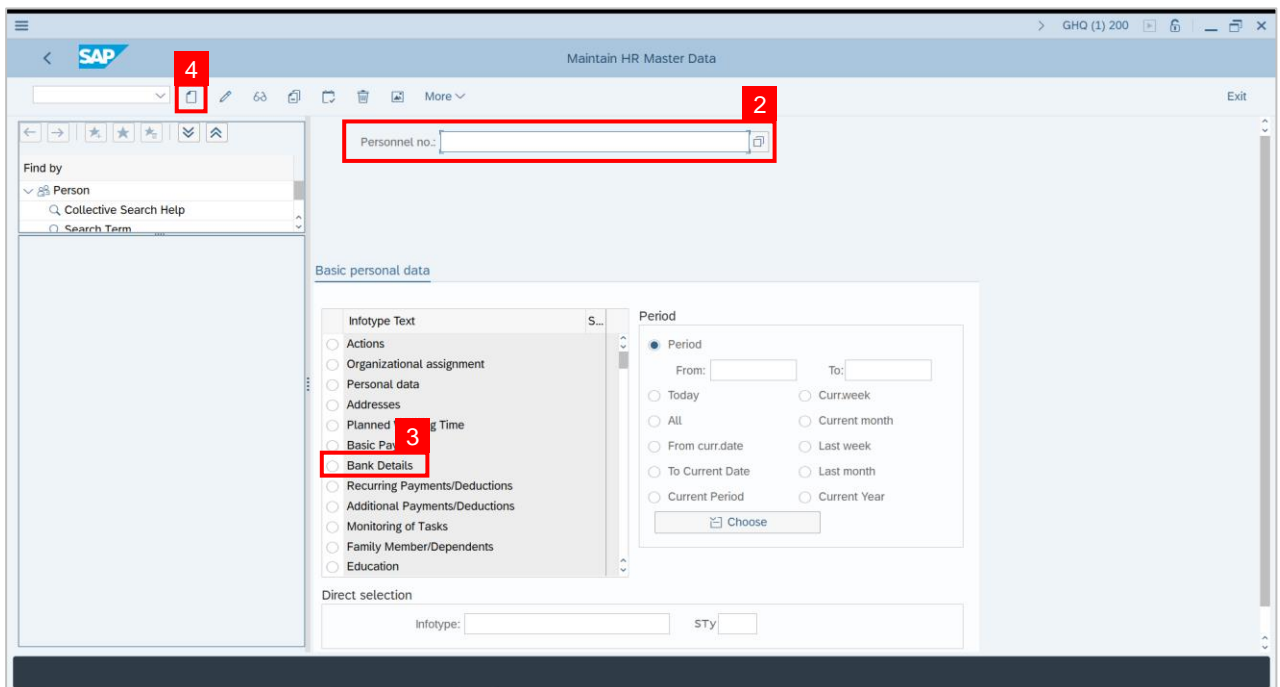 GHQ (1) 200
SAP
Maintain HR Master Data
4
More
Exit
2
Personnel no.:
Find by
Person
Collective Search Help
Search Term
Basic personal data
Infotype Text S...
Actions
Organizational assignment
Personal data
Addresses
Planned g Time
Basic Pay
3
Bank Details
Recurring Payments/Deductions
Additional Payments/Deductions
Monitoring of Tasks
Family Member/Dependents
Education
Period
Period
From: To:
Today Curr.week
All Current month
From curr.date Last week
To Current Date Last month
Current Period Current Year
Choose
Direct selection
Infotype: STy